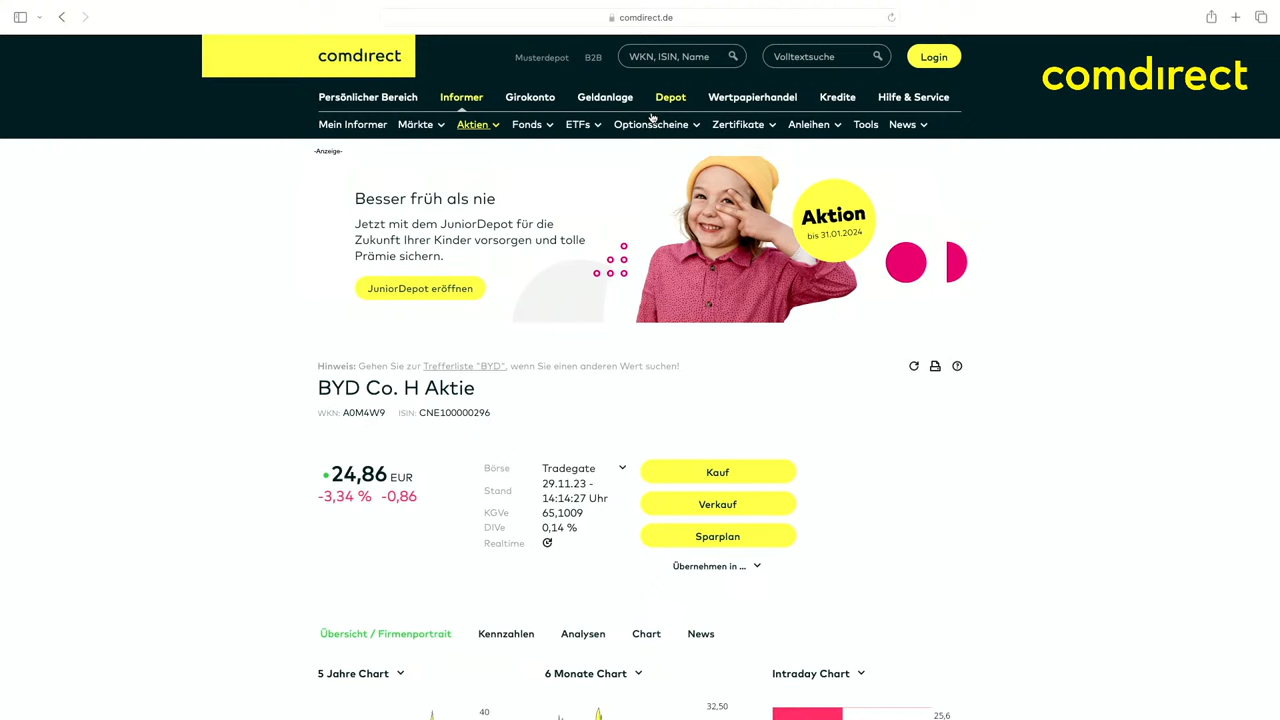 comdirect.de
comdirect
Musterdepot B2B WKN, ISIN, Name Volltextsuche Login
comdirect
Persönlicher Bereich Informer Girokonto Geldanlage Depot Wertpapierhandel Kredite Hilfe & Service
Mein Informer Märkte Aktien Fonds ETFs Optionsscheine Zertifikate Anleihen Tools News
-Anzeige-
Besser früh als nie
Jetzt mit dem JuniorDepot für die
Zukunft Ihrer Kinder vorsorgen und tolle
Prämie sichern.
JuniorDepot eröffnen
Aktion
bis 31.01.2024
Hinweis: Gehen Sie zur Trefferliste "BYD", wenn Sie einen anderen Wert suchen!
BYD Co. H Aktie
WKN: A0M4W9 ISIN: CNE100000296
24,86 EUR
-3,34 % -0,86
Börse Tradegate
Stand 29.11.23 -
14:14:27 Uhr
KGVe 65,1009
DIVe 0,14 %
Realtime
Kauf
Verkauf
Sparplan
Übernehmen in ...
Übersicht / Firmenportrait Kennzahlen Analysen Chart News
5 Jahre Chart 6 Monate Chart Intraday Chart
40 32,50 25,6